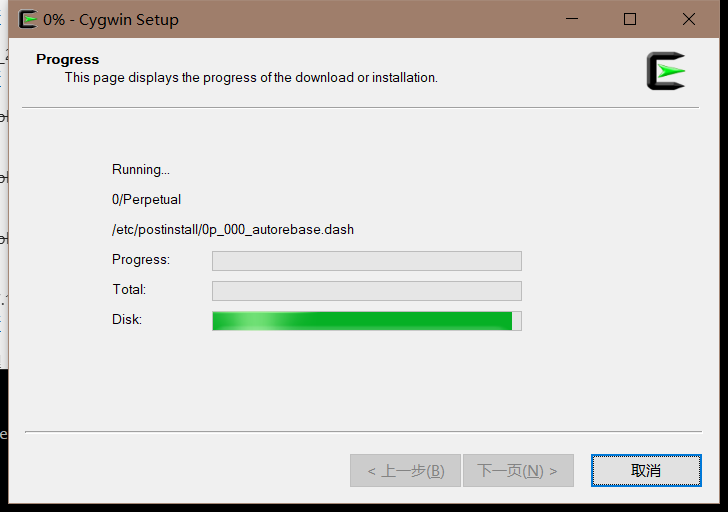 0% - Cygwin Setup
Progress
This page displays the progress of the download or installation.
Running...
0/Perpetual
/etc/postinstall/0p_000_autorebase.dash
Progress:
Total:
Disk:
< 上一步(B)
下一页(N) >
取消